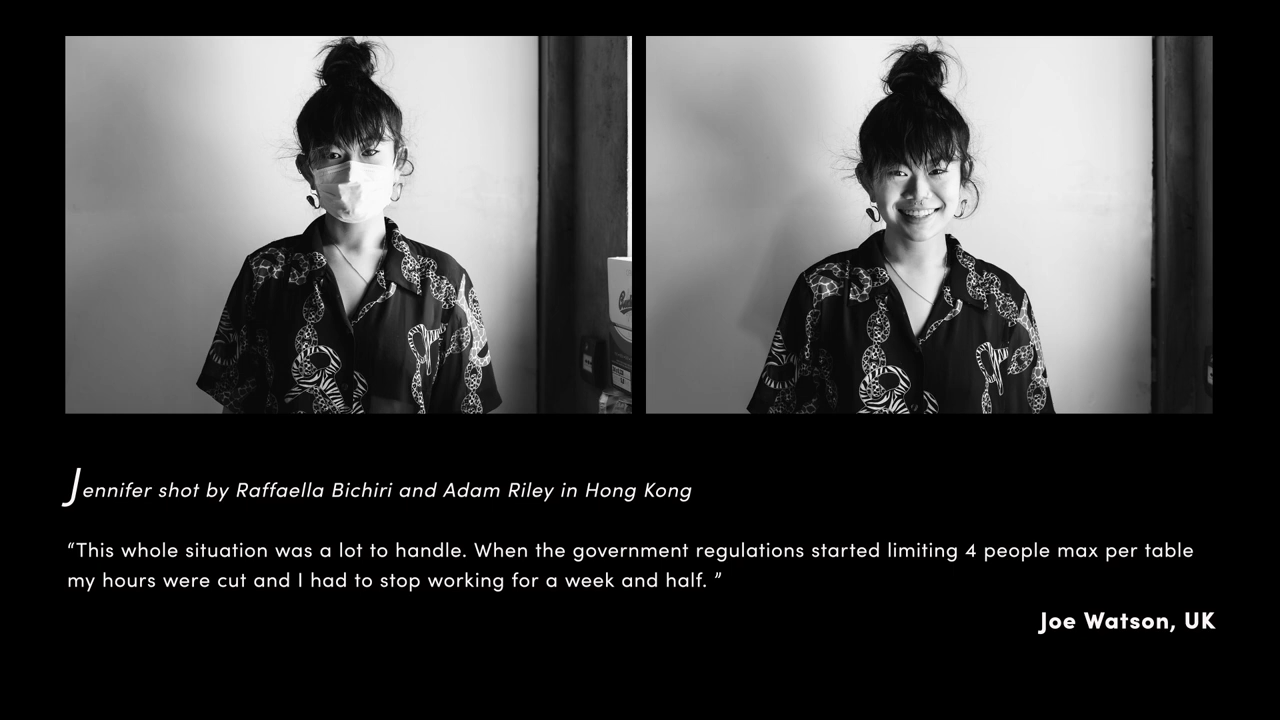 Jennifer shot by Raffaella Bichiri and Adam Riley in Hong Kong
“This whole situation was a lot to handle. When the government regulations started limiting 4 people max per table
my hours were cut and I had to stop working for a week and half. ”
Joe Watson, UK